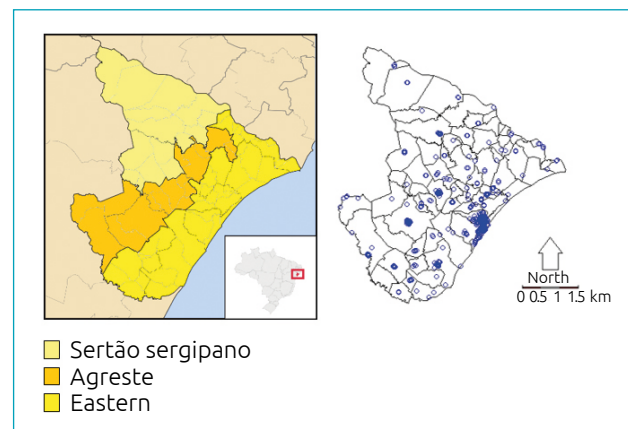 North
0 0.5 1 1.5 km
Sertão sergipano
Agreste
Eastern